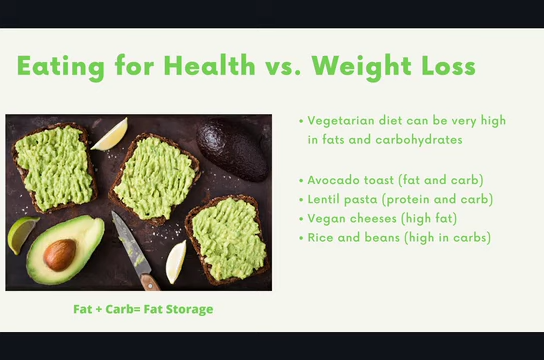 Eating for Health vs. Weight Loss
• Vegetarian diet can be very high
in fats and carbohydrates
• Avocado toast (fat and carb)
• Lentil pasta (protein and carb)
• Vegan cheeses (high fat)
• Rice and beans (high in carbs)
Fat + Carb= Fat Storage